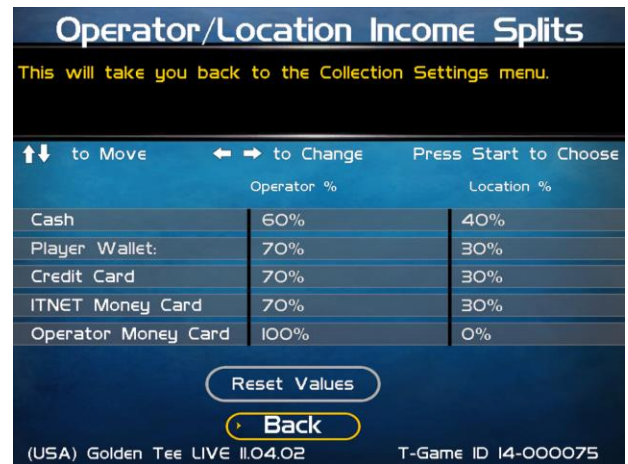 Operator/Location Income Splits
This will take you back to the Collection Settings menu.
to Move to Change Press Start to Choose
Operator % Location %
Cash 60% 40%
Player Wallet: 70% 30%
Credit Card 70% 30%
ITNET Money Card 70% 30%
Operator Money Card 100% 0%
Reset Values
Back
(USA) Golden Tee LIVE 11.04.02 T-Game ID 14-000075